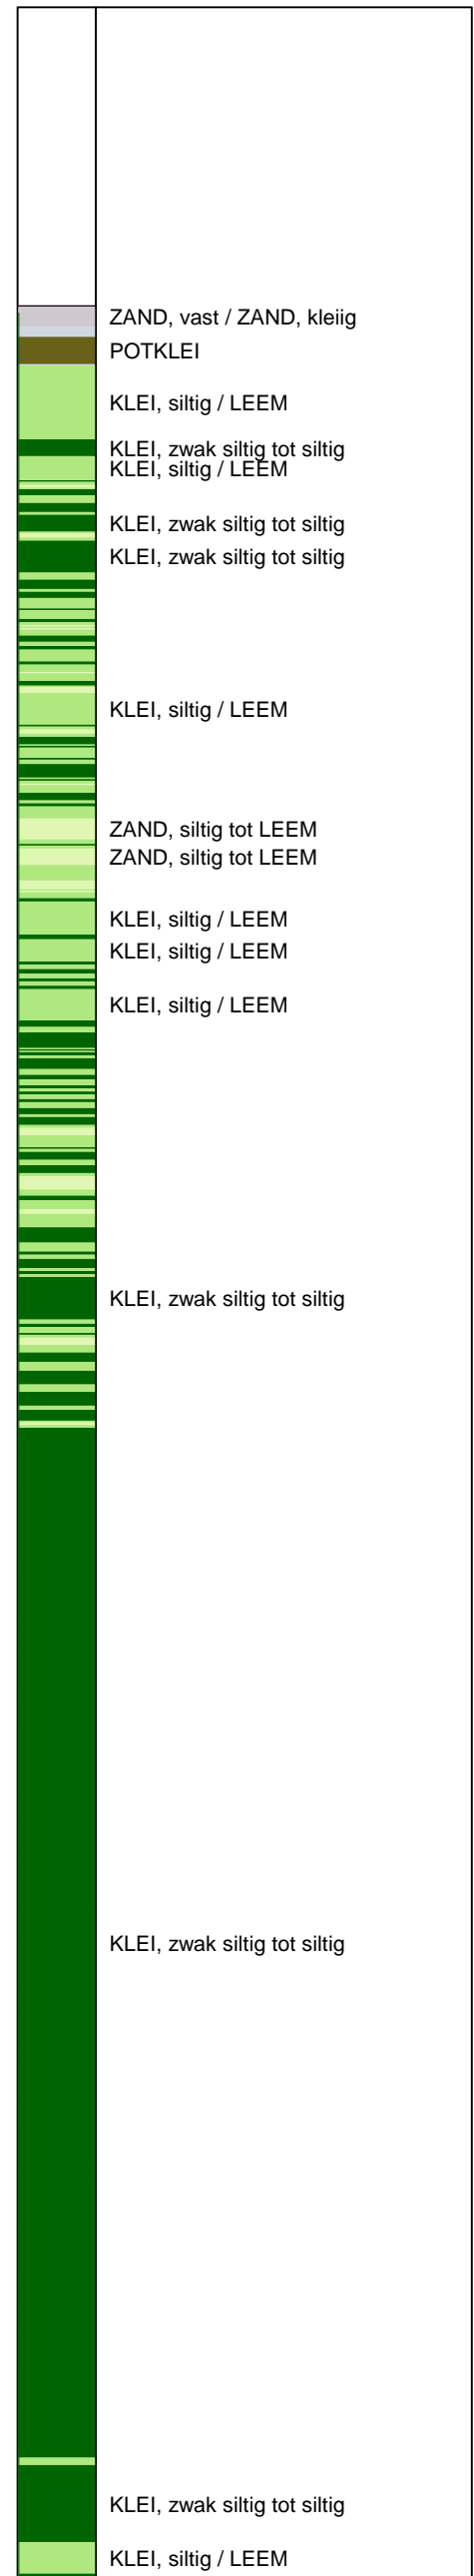 ZAND, vast / ZAND, kleiig
POTKLEI
KLEI, siltig / LEEM
KLEI, zwak siltig tot siltig
KLEI, siltig / LEEM
KLEI, zwak siltig tot siltig
KLEI, zwak siltig tot siltig
KLEI, siltig / LEEM
ZAND, siltig tot LEEM
ZAND, siltig tot LEEM
KLEI, siltig / LEEM
KLEI, siltig / LEEM
KLEI, siltig / LEEM
KLEI, zwak siltig tot siltig
KLEI, zwak siltig tot siltig
KLEI, zwak siltig tot siltig
KLEI, siltig / LEEM